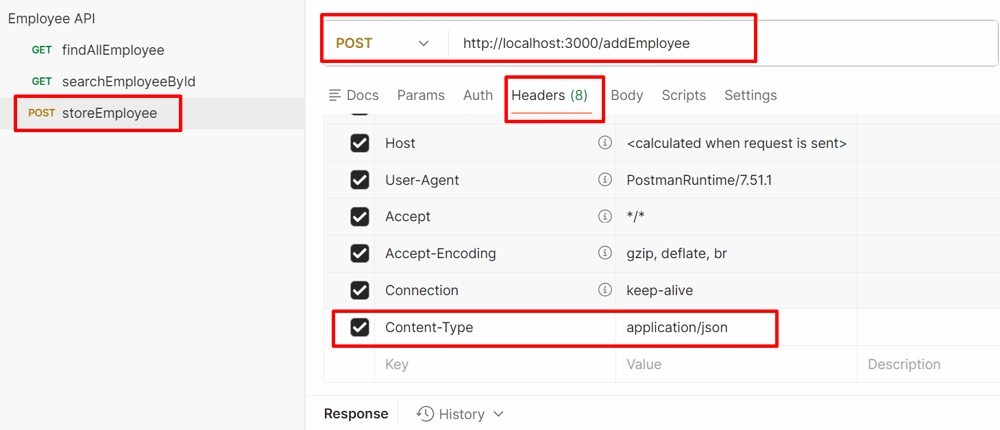 Employee API
GET findAllEmployee
GET searchEmployeeById
POST storeEmployee
POST http://localhost:3000/addEmployee
Docs Params Auth Headers (8) Body Scripts Settings
Host <calculated when request is sent>
User-Agent PostmanRuntime/7.51.1
Accept */*
Accept-Encoding gzip, deflate, br
Connection keep-alive
Content-Type application/json
Key Value Description
Response History